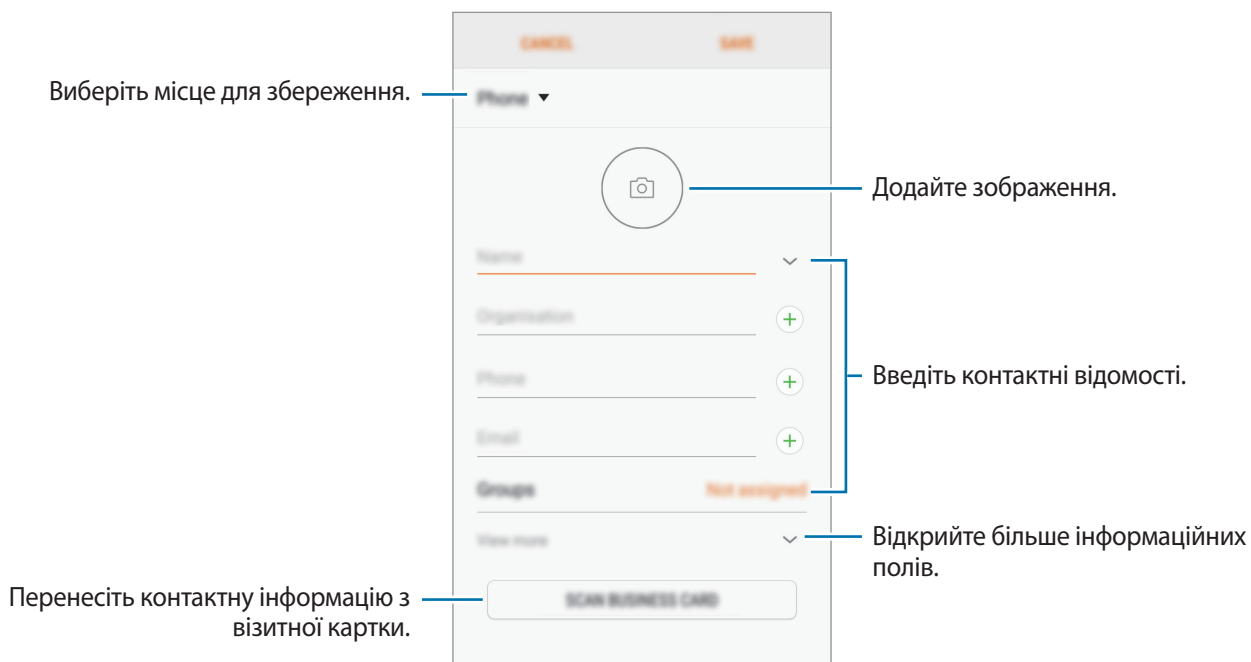 CANCEL
SAVE
Виберіть місце для збереження.
Phone
Додайте зображення.
Name
Organisation
Phone
Введіть контактні відомості.
Email
Groups
Not assigned
View more
Відкрийте більше інформаційних
полів.
Перенесіть контактну інформацію з
візитної картки.
SCAN BUSINESS CARD